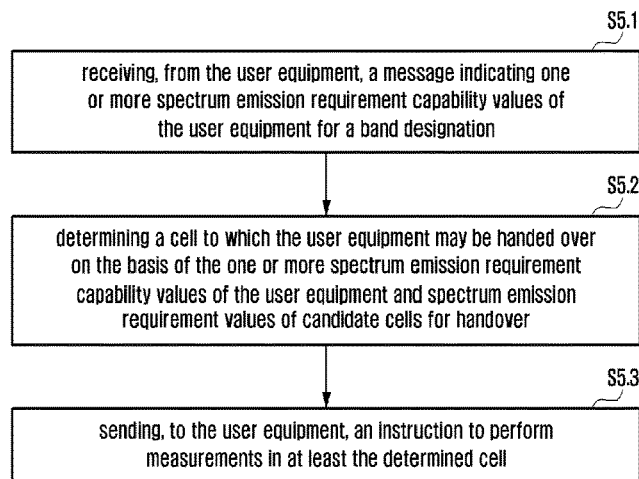 S5.1
receiving, from the user equipment, a message indicating one
or more spectrum emission requirement capability values of
the user equipment for a band designation
S5.2
determining a cell to which the user equipment may be handed over
on the basis of the one or more spectrum emission requirement
capability values of the user equipment and spectrum emission
requirement values of candidate cells for handover
S5.3
sending, to the user equipment, an instruction to perform
measurements in at least the determined cell